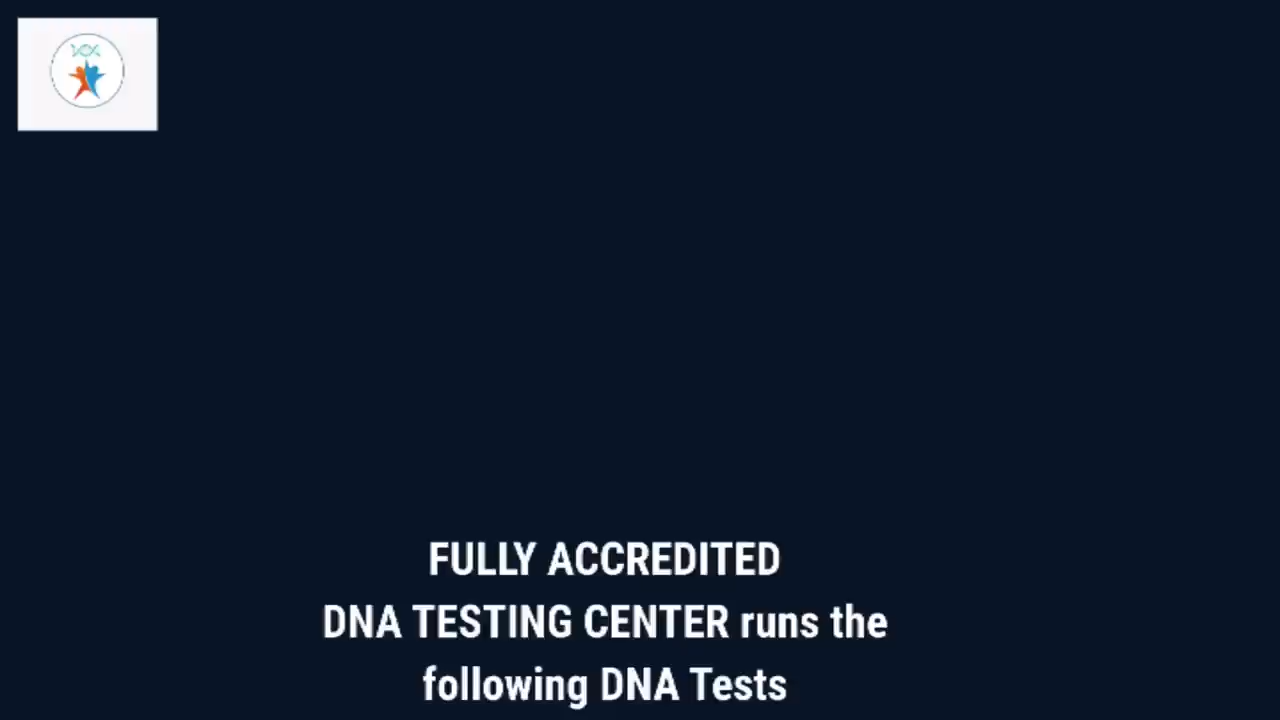 FULLY ACCREDITED
DNA TESTING CENTER runs the
following DNA Tests